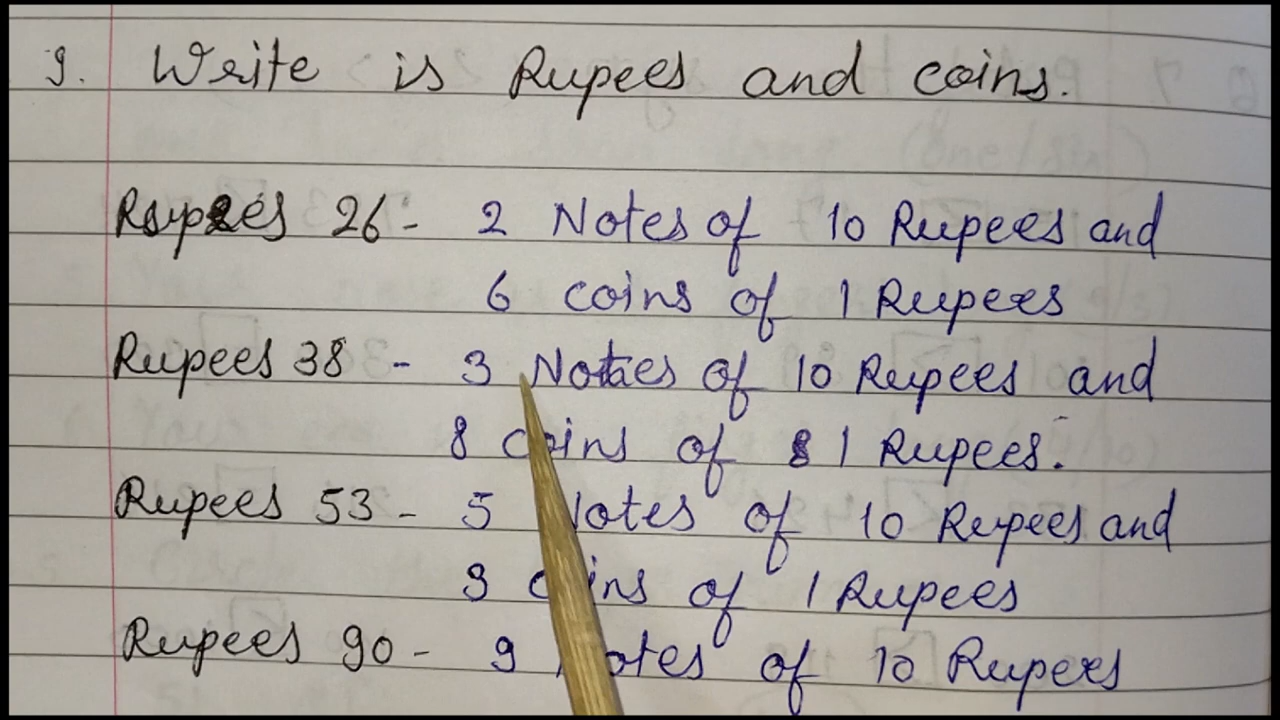 9. Write is Rupees and coins.
Rupees 26 - 2 Notes of 10 Rupees and
6 coins of 1 Rupees
Rupees 38 - 3 Notes of 10 Rupees and
8 coins of 1 Rupees.
Rupees 53 - 5 Notes of 10 Rupees and
3 coins of 1 Rupees
Rupees 90 - 9 Notes of 10 Rupees